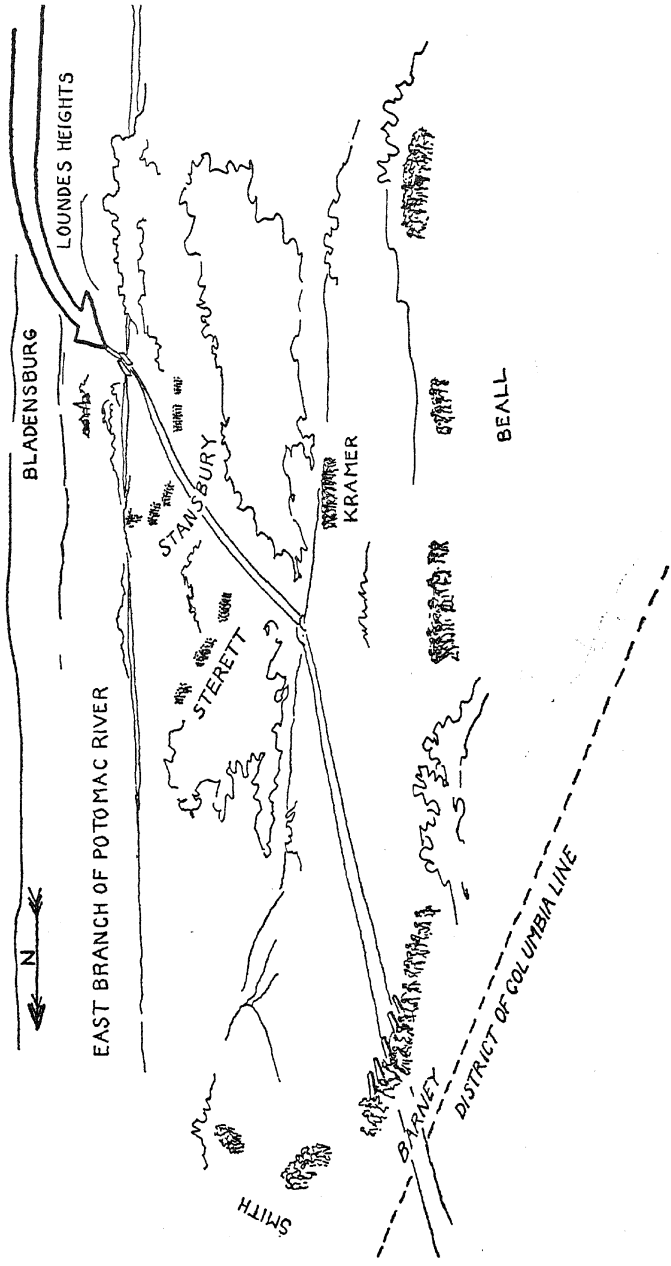 LOUNDES HEIGHTS
BLADENSBURG
STANSBURY
KRAMER
BEALL
STERETT
EAST BRANCH OF POTOMAC RIVER
N
DISTRICT OF COLUMBIA LINE
BARNEY
SMITH